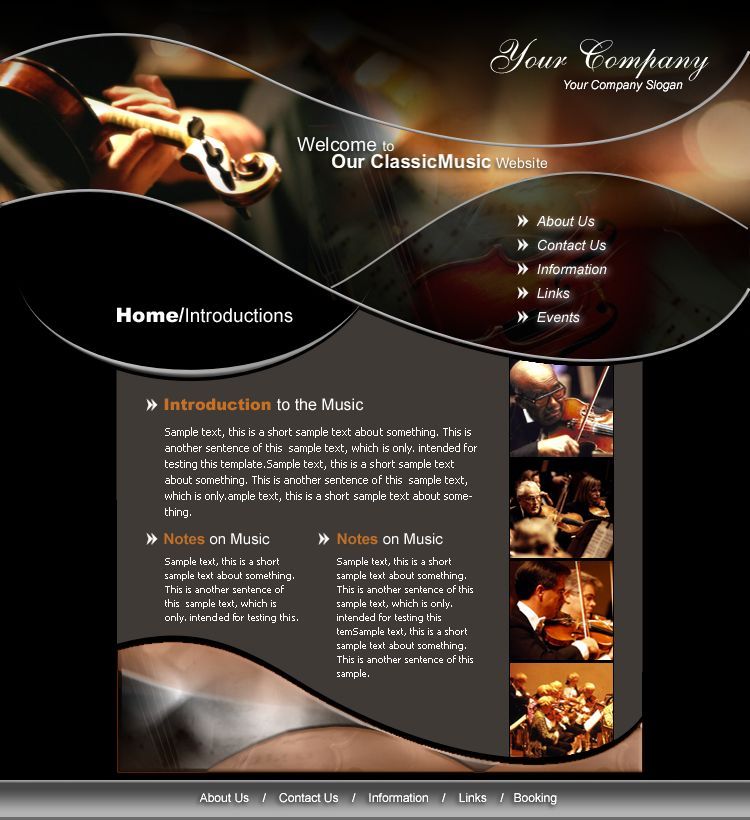 Your Company
Your Company Slogan
Welcome to
Our ClassicMusic Website
About Us
Contact Us
Information
Links
Events
Home/Introductions
Introduction to the Music
Sample text, this is a short sample text about something. This is
another sentence of this  sample text, which is only. intended for
testing this template.Sample text, this is a short sample text
about something. This is another sentence of this  sample text,
which is only.ample text, this is a short sample text about some-
thing.
Notes on Music
Sample text, this is a short
sample text about something.
This is another sentence of
this  sample text, which is
only. intended for testing this.
Notes on Music
Sample text, this is a short
sample text about something.
This is another sentence of this
sample text, which is only.
intended for testing this
temSample text, this is a short
sample text about something.
This is another sentence of this
sample.
About Us / Contact Us / Information / Links / Booking